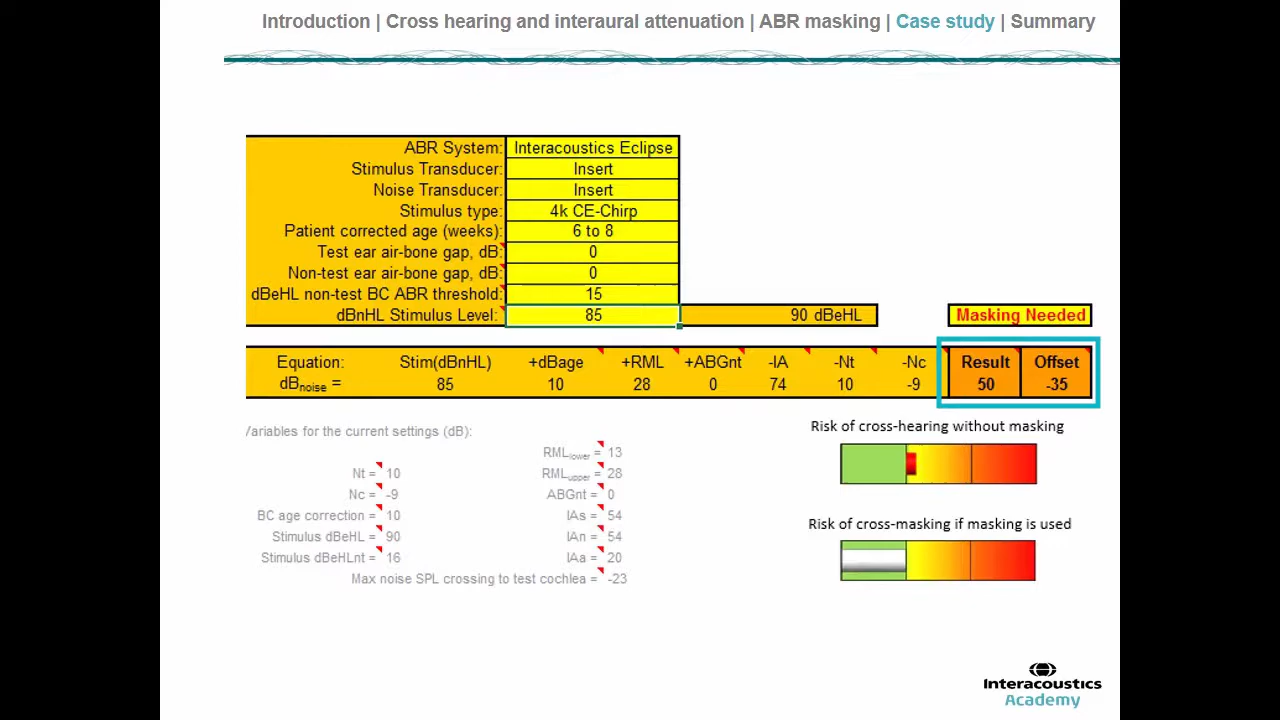 Introduction | Cross hearing and interaural attenuation | ABR masking | Case study | Summary
ABR System: Interacoustics Eclipse
Stimulus Transducer: Insert
Noise Transducer: Insert
Stimulus type: 4k CE-Chirp
Patient corrected age (weeks): 6 to 8
Test ear air-bone gap, dB: 0
Non-test ear air-bone gap, dB: 0
dBeHL non-test BC ABR threshold: 15
dBnHL Stimulus Level: 85 90 dBeHL Masking Needed
Equation: Stim(dBnHL) +dBage +RML +ABGnt -IA -Nt -Nc Result Offset
dBnoise = 85 10 28 0 74 10 -9 50 -35
Variables for the current settings (dB):
Risk of cross-hearing without masking
RMLlower = 13
Nt = 10 RMLupper = 28
Nc = -9 ABGnt = 0
BC age correction = 10 IAs = 54
Risk of cross-masking if masking is used
Stimulus dBeHL = 90 IAn = 54
Stimulus dBeHLnt = 16 IAa = 20
Max noise SPL crossing to test cochlea = -23
Interacoustics
Academy